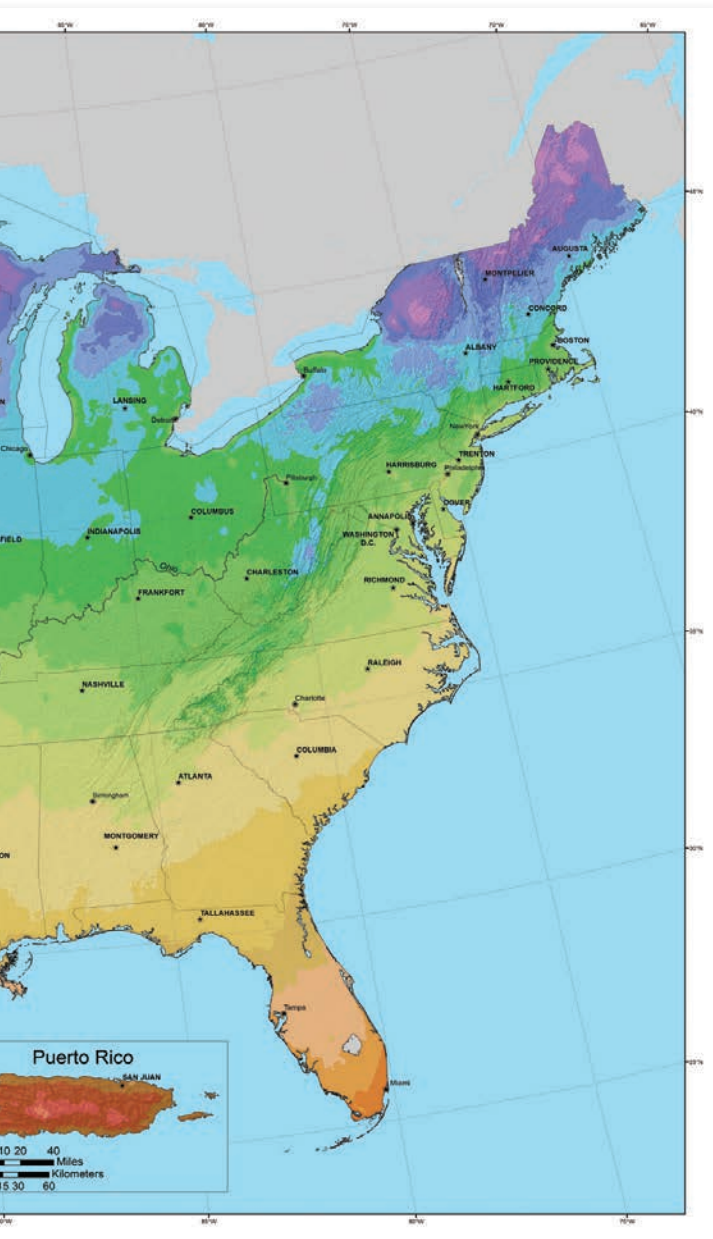 AUGUSTA
MONTPELIER
CONCORD
ALBANY
BOSTON
PROVIDENCE
HARTFORD
Buffalo
LANSING
Detroit
N
NewYork
Chicago
TRENTON
HARRISBURG
Philadelphia
Pittsburgh
DOVER
COLUMBUS
ANNAPOLIS
INDIANAPOLIS
FIELD
WASHINGTON
D.C.
Ohio
CHARLESTON
FRANKFORT
RICHMOND
RALEIGH
NASHVILLE
Charlotte
COLUMBIA
ATLANTA
Birmingham
MONTGOMERY
ON
TALLAHASSEE
Tampa
Miami
Puerto Rico
SAN JUAN
10 20 40
Miles
Kilometers
15 30 60